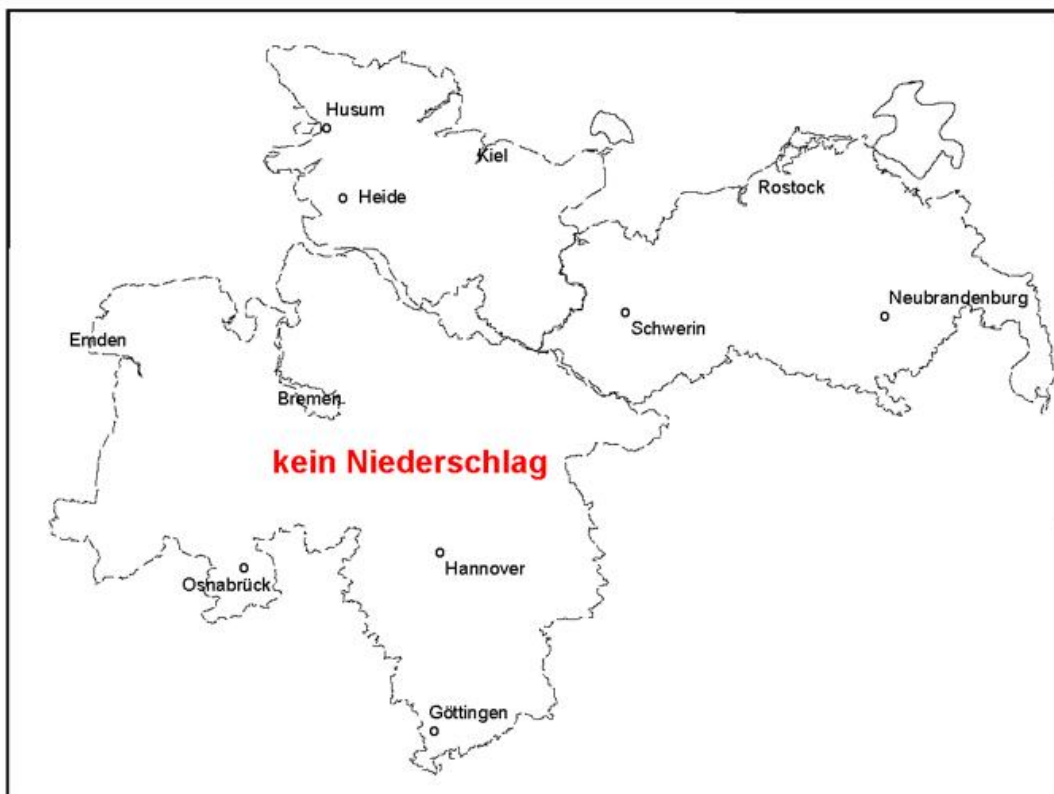 Husum
Kiel
Heide
Rostock
Neubrandenburg
Schwerin
Emden
Bremen
kein Niederschlag
Hannover
Osnabrück
Göttingen